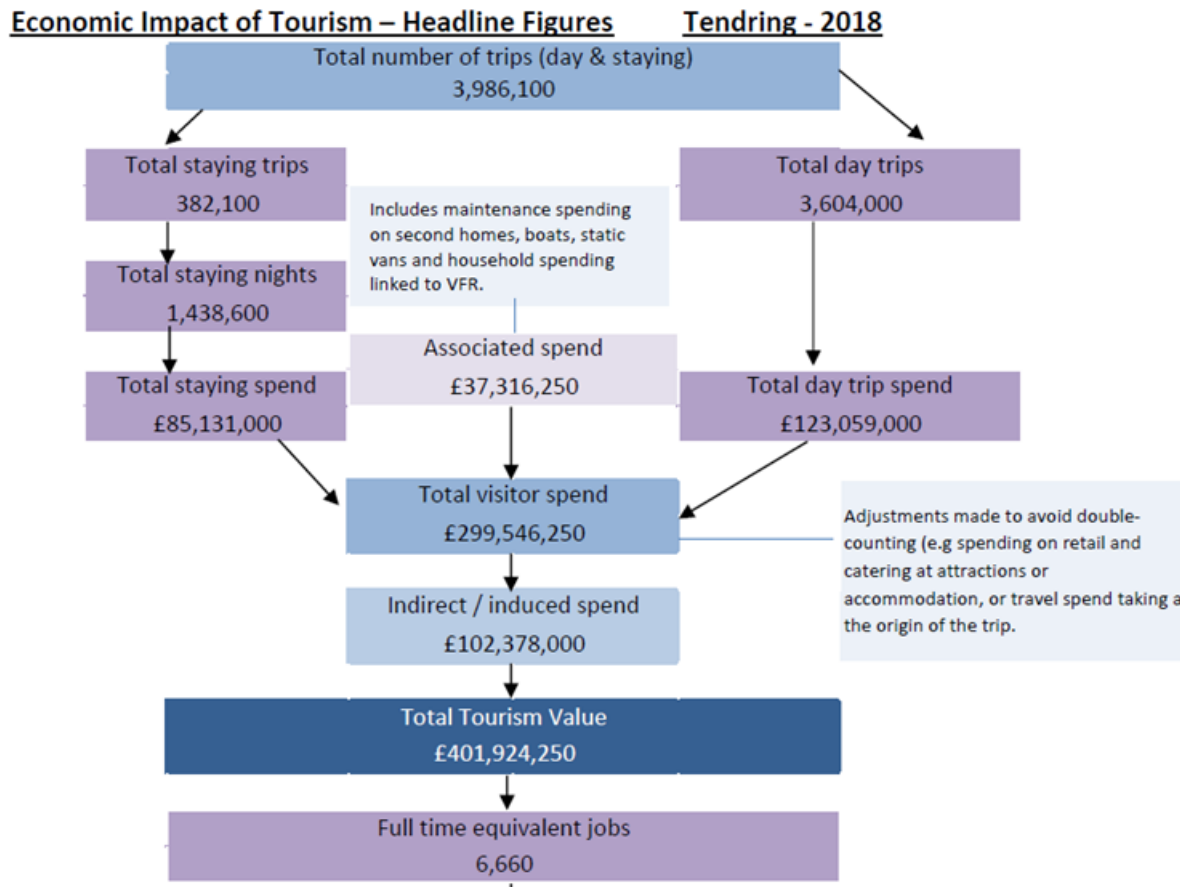 Economic Impact of Tourism – Headline Figures Tendring - 2018
Total number of trips (day & staying)
3,986,100
Total staying trips
382,100
Total day trips
3,604,000
Includes maintenance spending
on second homes, boats, static
vans and household spending
linked to VFR.
Total staying nights
1,438,600
Associated spend
£37,316,250
Total staying spend
£85,131,000
Total day trip spend
£123,059,000
Total visitor spend
£299,546,250
Adjustments made to avoid double-
counting (e.g spending on retail and
catering at attractions or
accommodation, or travel spend taking a
the origin of the trip.
Indirect / induced spend
£102,378,000
Total Tourism Value
£401,924,250
Full time equivalent jobs
6,660